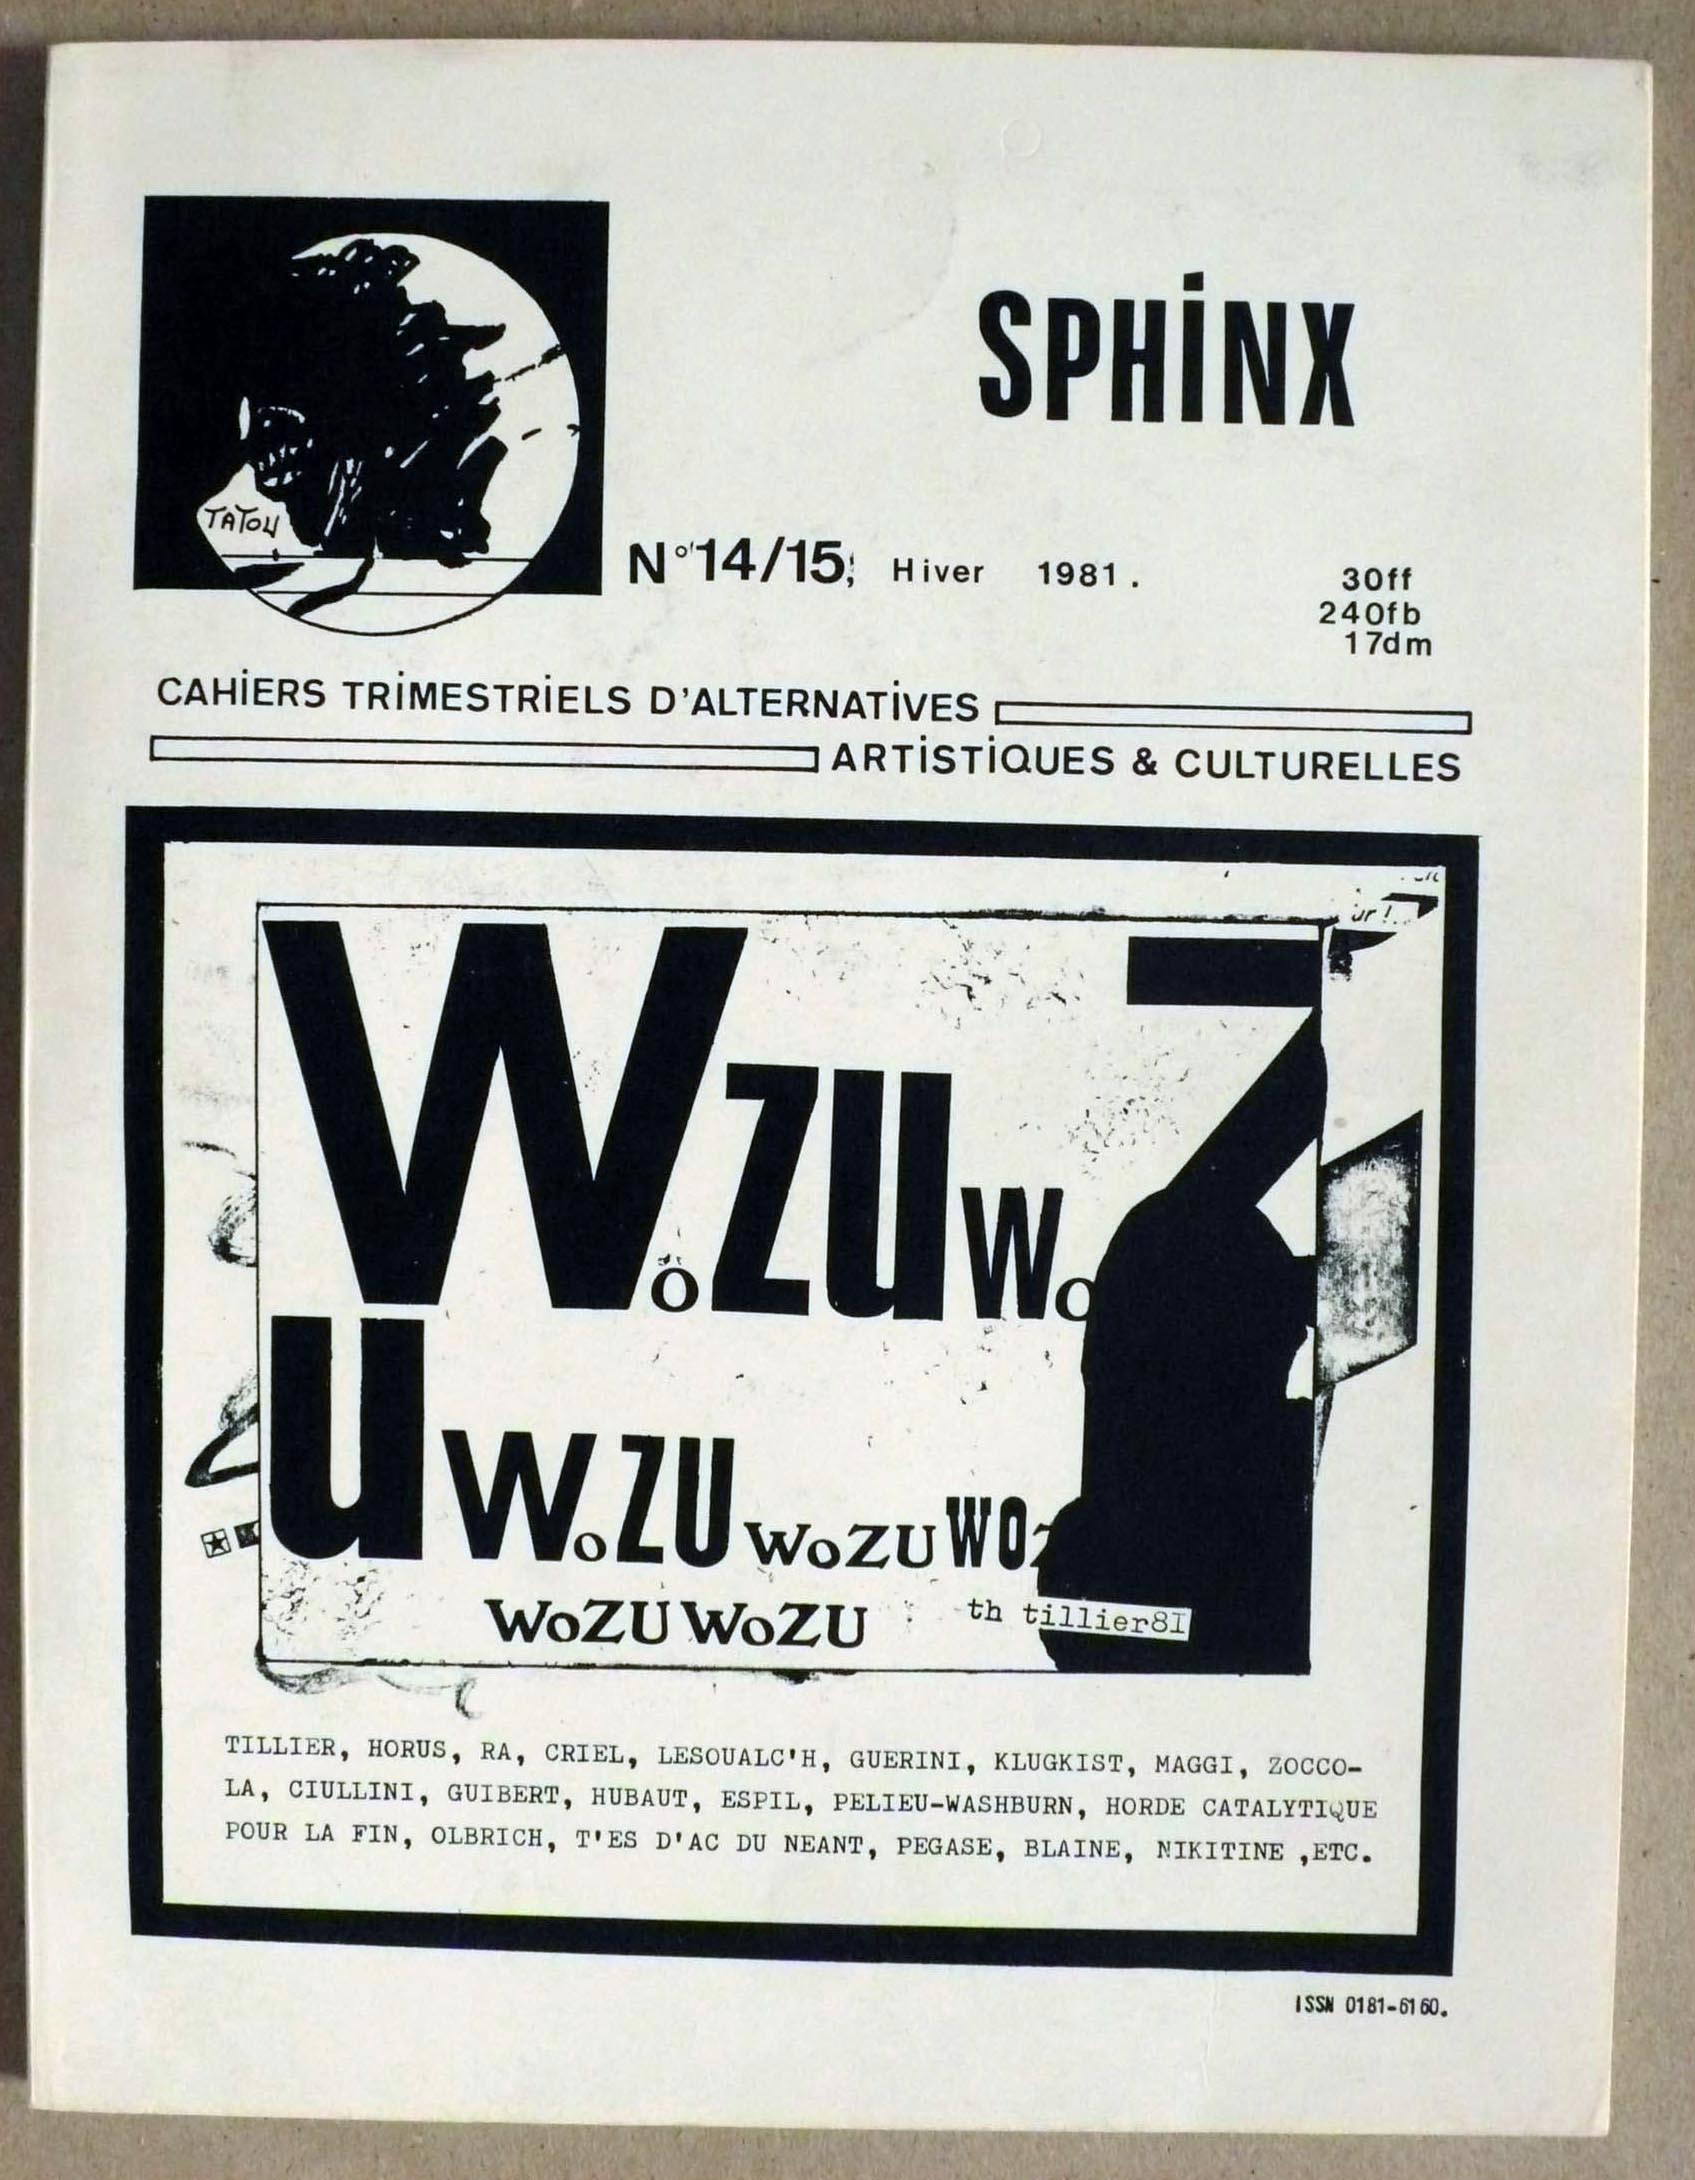 SPHiNX
TATOU
N°14/15; Hiver 1981.
30ff
240fb
17dm
CAHiERS TRiMESTRiELS D'ALTERNATiVES
ARTiSTiQUES & CULTURELLES
WoZUWo
Z
u WoZU WoZU WO
WoZU WoZU
th tillier81
TILLIER, HORUS, RA, CRIEL, LESOUALC'H, GUERINI, KLUGKIST, MAGGI, ZOCCO-
LA, CIULLINI, GUIBERT, HUBAUT, ESPIL, PELIEU-WASHBURN, HORDE CATALYTIQUE
POUR LA FIN, OLBRICH, T'ES D'AC DU NEANT, PEGASE, BLAINE, NIKITINE ,ETC.
iSSN 0181-6160.